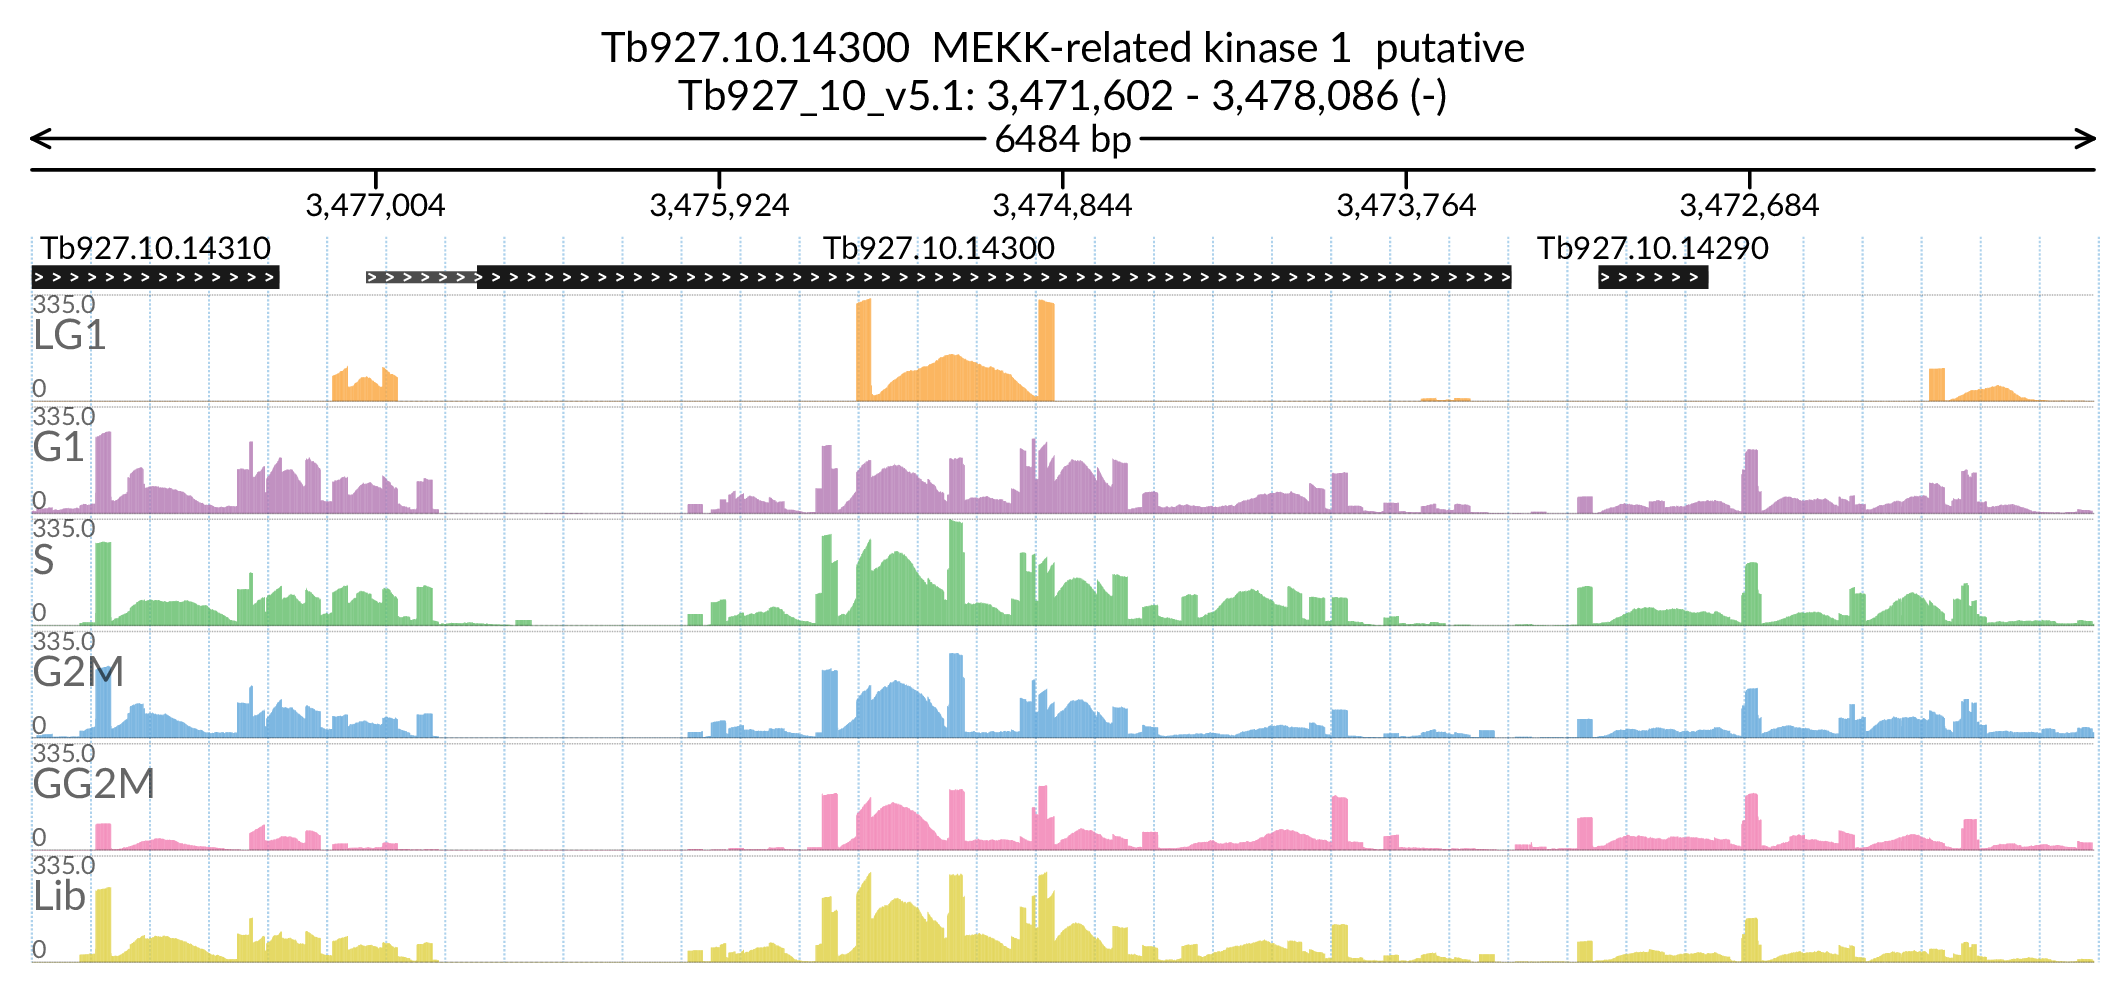 Tb927.10.14300  MEKK-related kinase 1  putative
Tb927_10_v5.1: 3,471,602 - 3,478,086 (-)
6484 bp
3,477,004 3,475,924 3,474,844 3,473,764 3,472,684
Tb927.10.14310 Tb927.10.14300 Tb927.10.14290
335.0
LG1
0
335.0
G1
0
335.0
S
0
335.0
G2M
0
335.0
GG2M
0
335.0
Lib
0